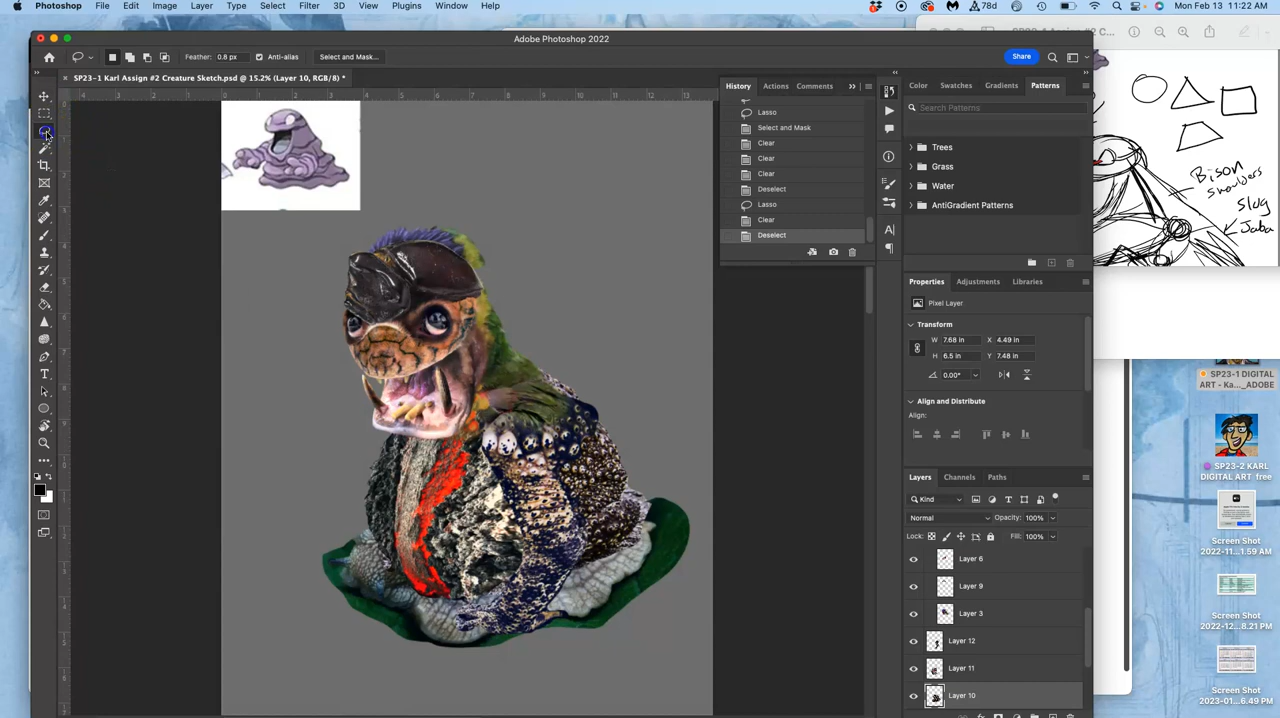 Photoshop File Edit Image Layer Type Select Filter 3D View Plugins Window Help
78d Mon Feb 13 11:22 AM
Adobe Photoshop 2022
Feather: 0.8 px Anti-alias Select and Mask... Share
SP23-1 Karl Assign #2 Creature Sketch.psd @ 15.2% (Layer 10, RGB/8) *
History Actions Comments
Lasso
Select and Mask
Clear
Clear
Clear
Deselect
Lasso
Clear
Deselect
Color Swatches Gradients Patterns
Search Patterns
Trees
Grass
Water
AntiGradient Patterns
Properties Adjustments Libraries
Pixel Layer
Transform
W 7.68 in X 4.49 in
H 6.5 in Y 7.48 in
0.00°
Align and Distribute
Align:
Layers Channels Paths
Kind
Normal Opacity: 100%
Lock: Fill: 100%
Layer 6
Layer 9
Layer 3
Layer 12
Layer 11
Layer 10
Bison
shoulders
slug
Jaba
SP23-1 DIGITAL
ART - Ka..._ADOBE
SP23-2 KARL
DIGITAL ART free
Screen Shot
2022-11...1.59 AM
Screen Shot
2022-12...8.21 PM
Screen Shot
2023-01...6.49 PM